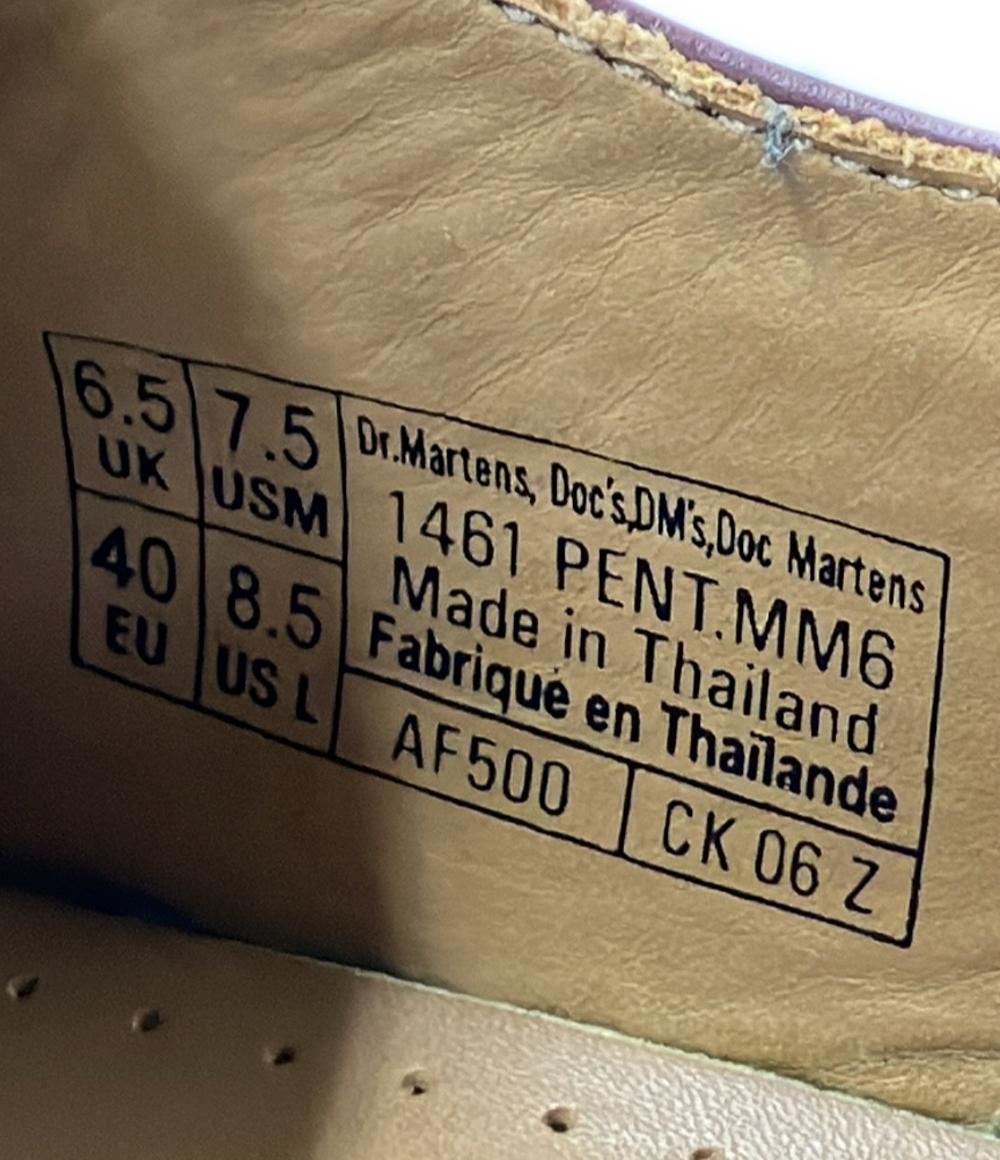 6.5
UK
7.5
USM
40
EU
8.5
US L
Dr.Martens, Doc's,DM's,Doc Martens
1461 PENT.MM6
Made in Thailand
Fabriqué en Thaïlande
AF500
CK 06 Z